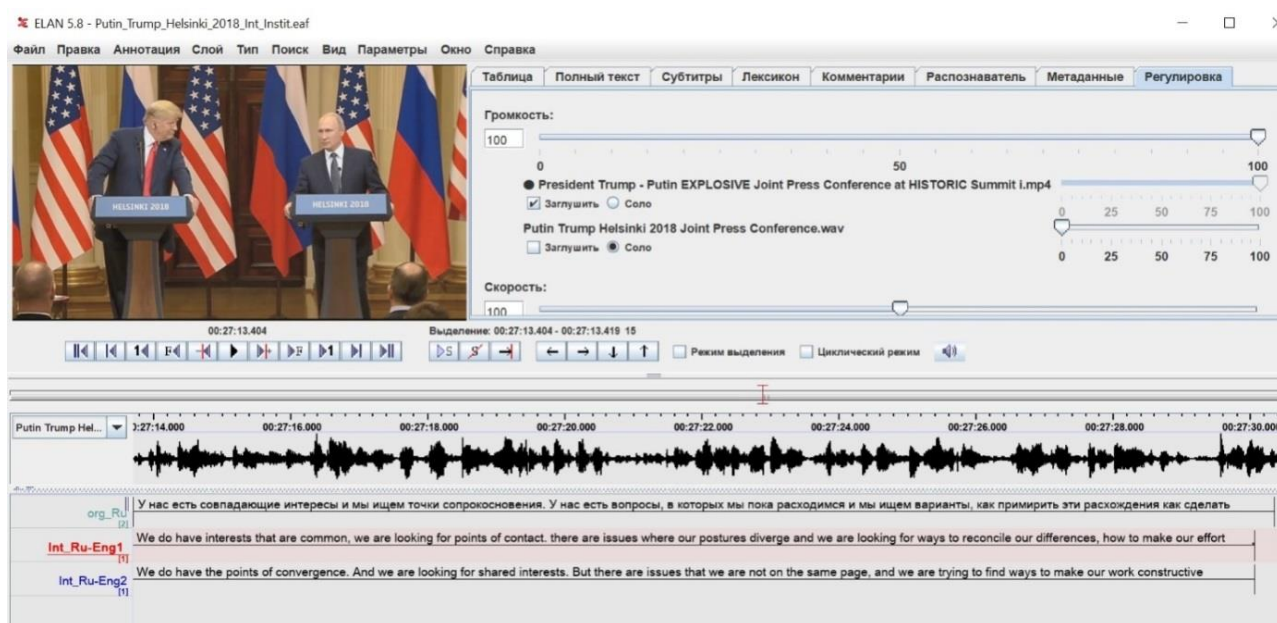 ELAN 5.8 - Putin_Trump_Helsinki_2018_Int_Instit.eaf
Файл Правка Аннотация Слой Тип Поиск Вид Параметры Окно Справка
Таблица Полный текст Субтитры Лексикон Комментарии Распознаватель Метаданные Регулировка
Громкость:
100
0 50 100
President Trump - Putin EXPLOSIVE Joint Press Conference at HISTORIC Summit i.mp4
Заглушить Соло
0 25 50 75 100
Putin Trump Helsinki 2018 Joint Press Conference.wav
Заглушить Соло
0 25 50 75 100
Скорость:
100
HELSINKI 2018
HELSINKI 2018
00:27:13.404
Выделение: 00:27:13.404 - 00:27:13.419 15
Режим выделения Циклический режим
Putin Trump Hel...
0:27:14.000 00:27:16.000 00:27:18.000 00:27:20.000 00:27:22.000 00:27:24.000 00:27:26.000 00:27:28.000 00:27:30.00
org_Ru
[2]
У нас есть совпадающие интересы и мы ищем точки сопрокосновения. У нас есть вопросы, в которых мы пока расходимся и мы ищем варианты, как примирить эти расхождения как сделать
Int_Ru-Eng1
[1]
We do have interests that are common, we are looking for points of contact. there are issues where our postures diverge and we are looking for ways to reconcile our differences, how to make our effort
Int_Ru-Eng2
[1]
We do have the points of convergence. And we are looking for shared interests. But there are issues that we are not on the same page, and we are trying to find ways to make our work constructive